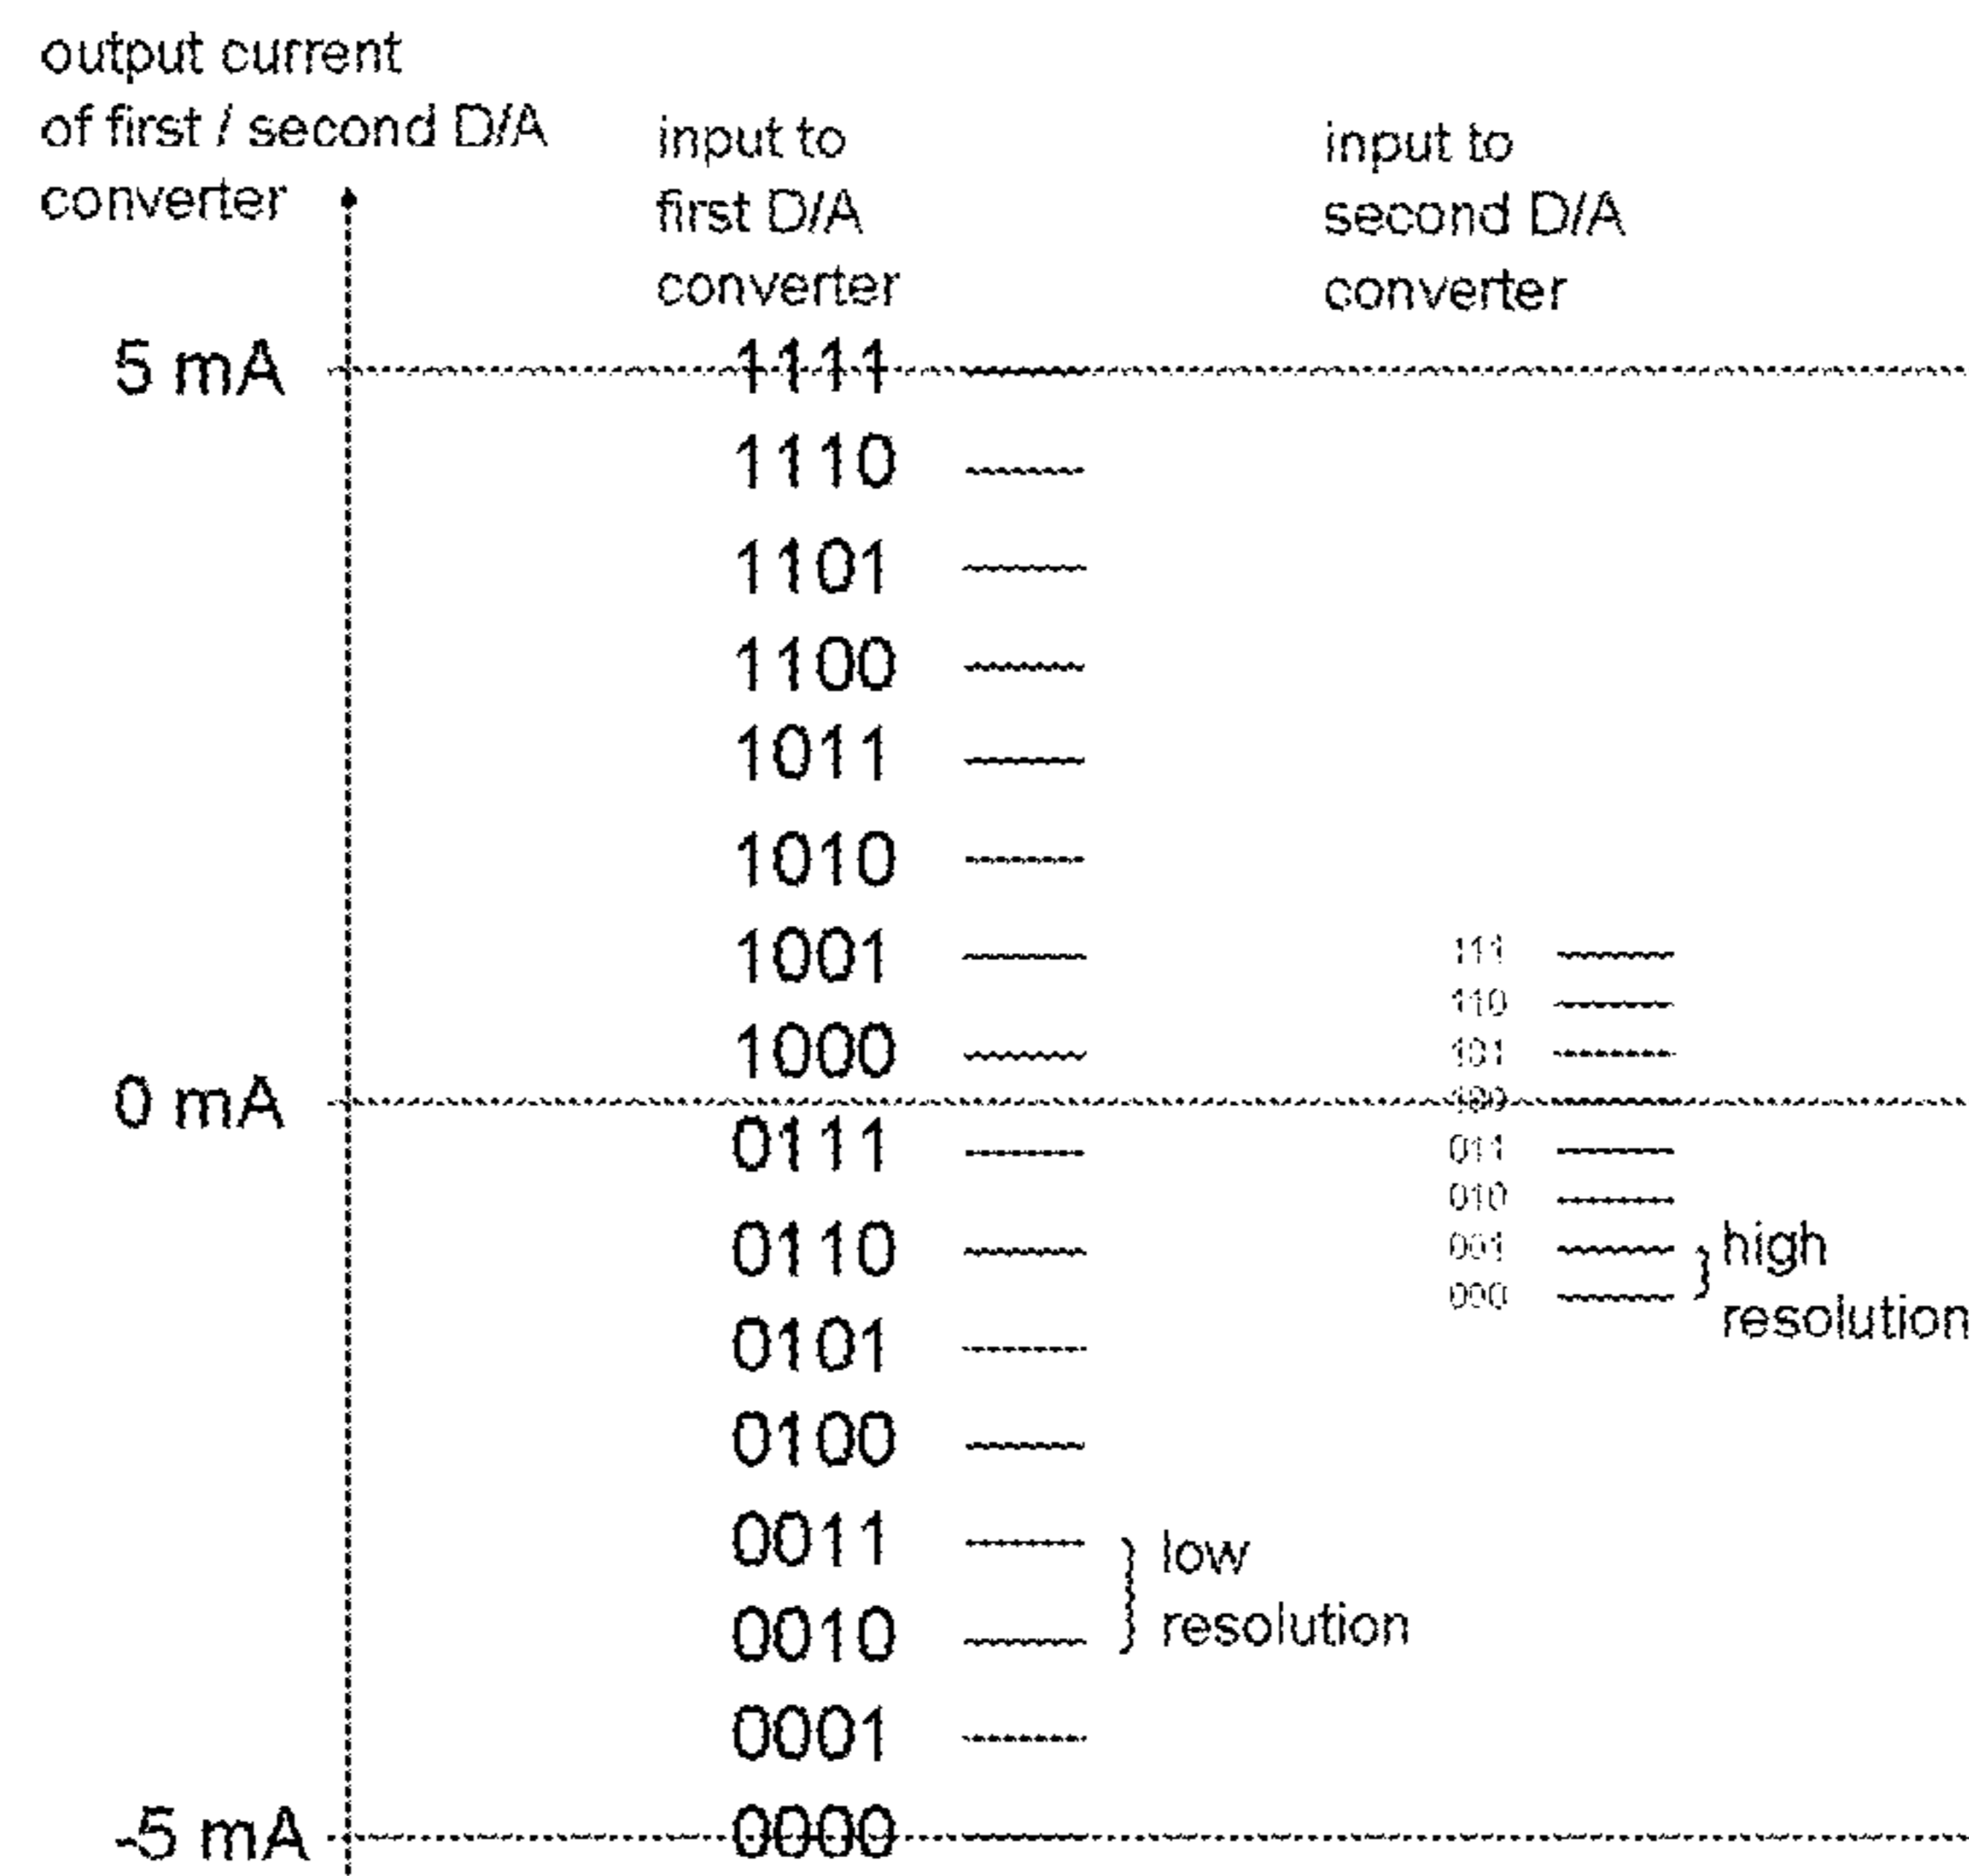 output current
of first / second D/A
converter
input to
first D/A
converter
input to
second D/A
converter
5 mA
1111
1110
1101
1100
1011
1010
1001
111
110
1000
101
0 mA
100
0111
011
010
0110
001
high
000
resolution
0101
0100
0011
low
0010
resolution
0001
-5 mA
0000